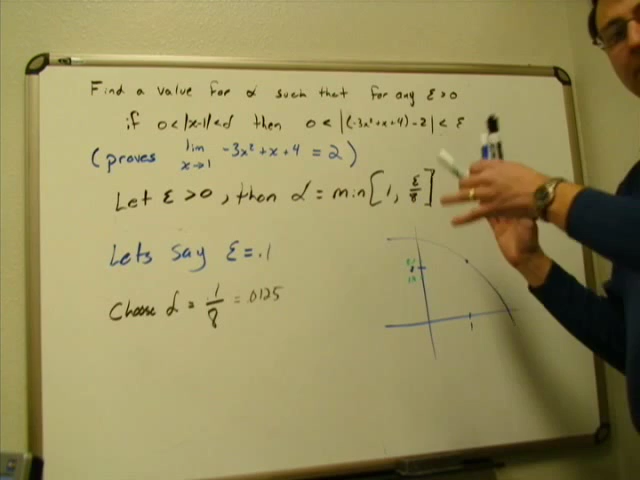 Find a value for d such that for any ε > 0
if 0 < |x-1| < d then 0 < |(-3x²+x+4)-2| < ε
(proves lim x→1 -3x²+x+4 = 2)
Let ε > 0, then d = min[1, ε/8]
Lets say ε = .1
Choose d = .1/8 = .0125
1